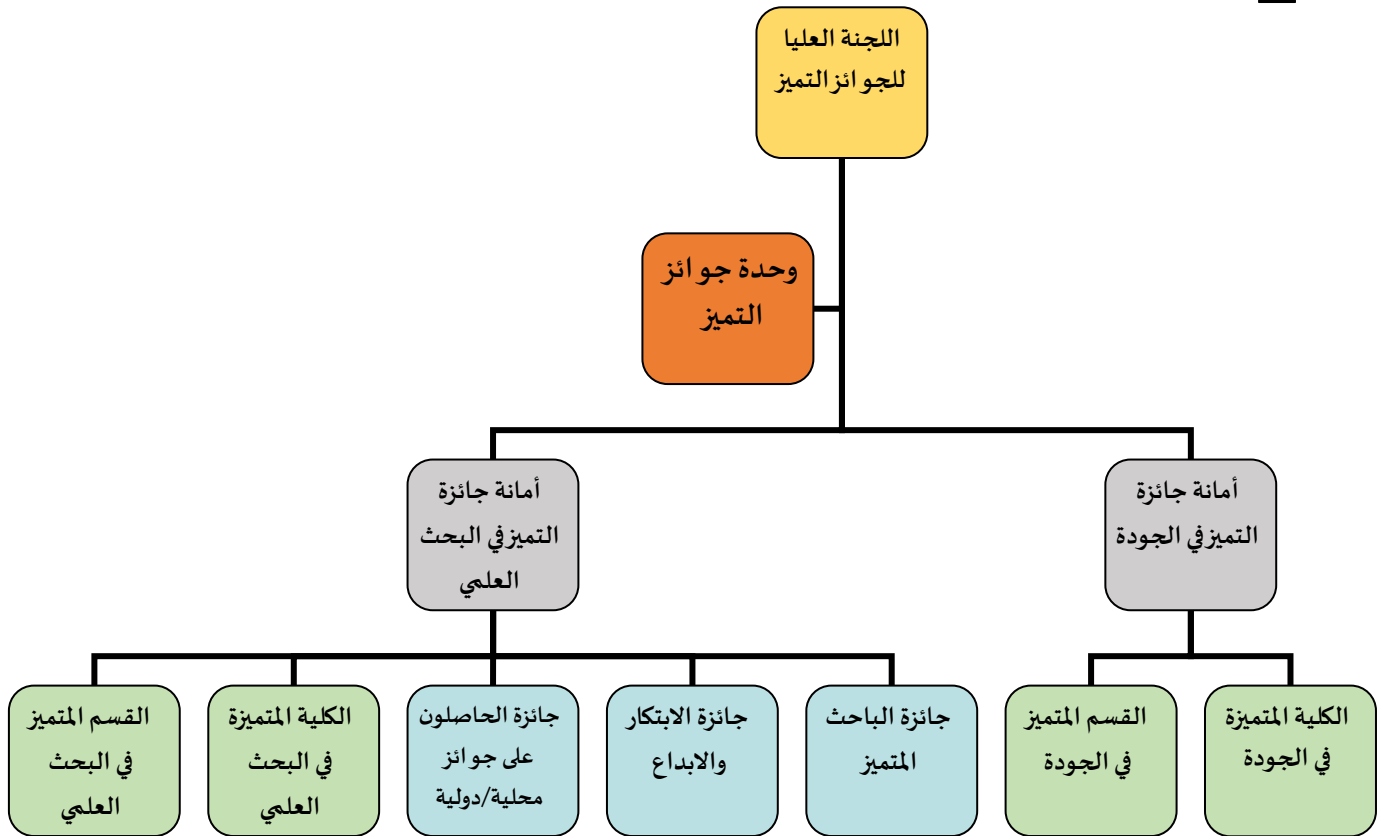 اللجنة العليا
للجوائز التميز
وحدة جوائز
التميز
أمانة جائزة
التميز في الجودة
أمانة جائزة
التميز في البحث
العلمي
الكلية المتميزة
في الجودة
القسم المتميز
في الجودة
جائزة الباحث
المتميز
جائزة الابتكار
والابداع
جائزة الحاصلون
على جوائز
محلية/دولية
الكلية المتميزة
في البحث
العلمي
القسم المتميز
في البحث
العلمي